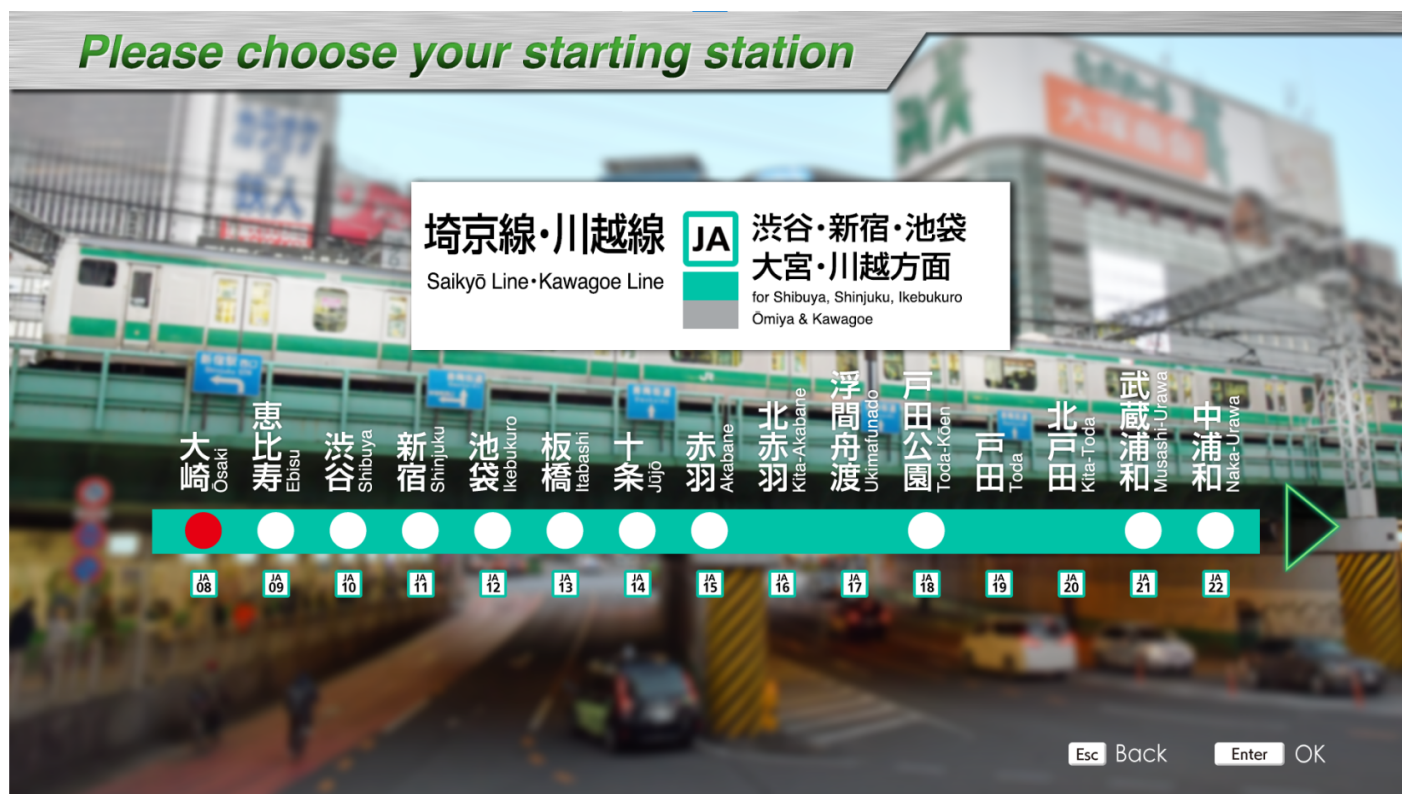 Please choose your starting station
埼京線・川越線
Saikyō Line・Kawagoe Line
JA
渋谷・新宿・池袋
大宮・川越方面
for Shibuya, Shinjuku, Ikebukuro
Ōmiya & Kawagoe
大崎 Ōsaki
恵比寿 Ebisu
渋谷 Shibuya
新宿 Shinjuku
池袋 Ikebukuro
板橋 Itabashi
十条 Jūjō
赤羽 Akabane
北赤羽 Kita-Akabane
浮間舟渡 Ukimafunado
戸田公園 Toda-Kōen
戸田 Toda
北戸田 Kita-Toda
武蔵浦和 Musashi-Urawa
中浦和 Naka-Urawa
JA 08
JA 09
JA 10
JA 11
JA 12
JA 13
JA 14
JA 15
JA 16
JA 17
JA 18
JA 19
JA 20
JA 21
JA 22
Esc Back
Enter OK